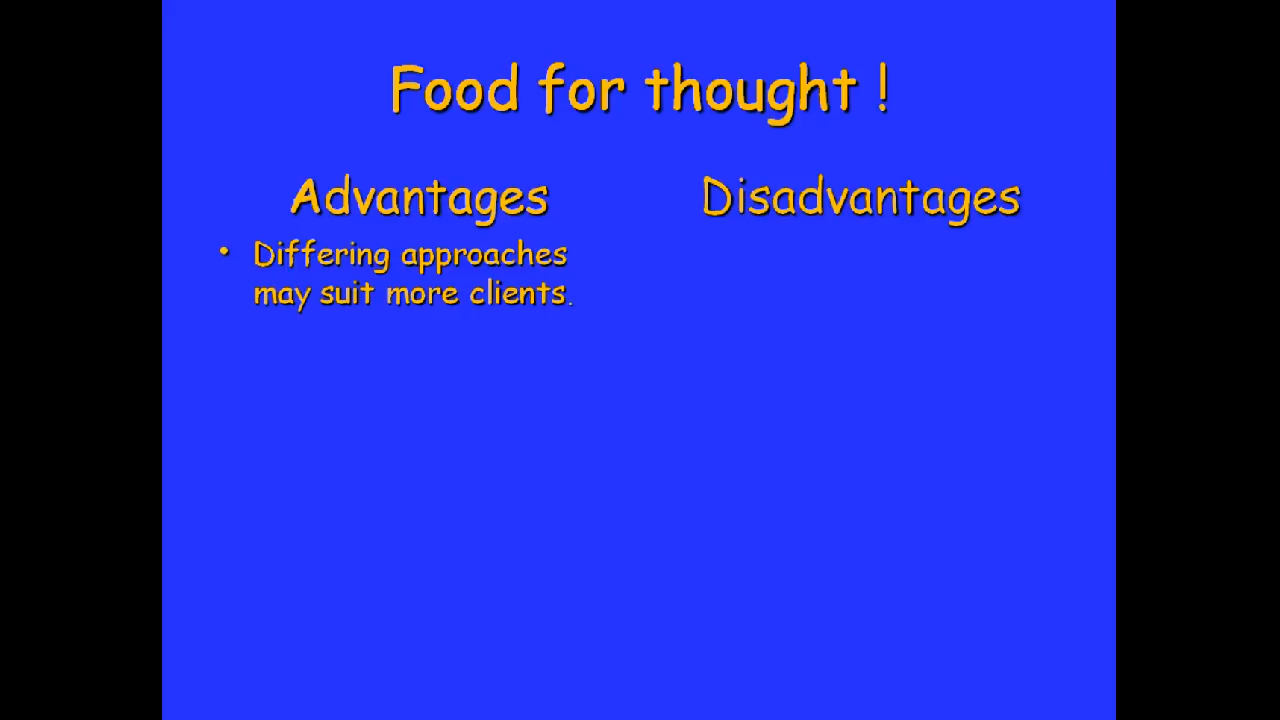 Food for thought !
Advantages
• Differing approaches
may suit more clients.
Disadvantages